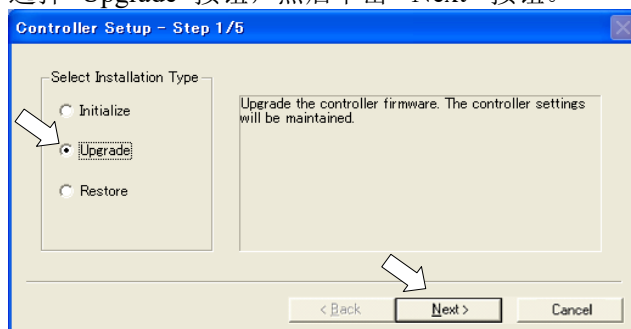 选择“Upgrade”按钮，然后单击“Next”按钮。
Controller Setup - Step 1/5
Select Installation Type
Initialize
Upgrade
Restore
Upgrade the controller firmware. The controller settings
will be maintained.
< Back
Next >
Cancel